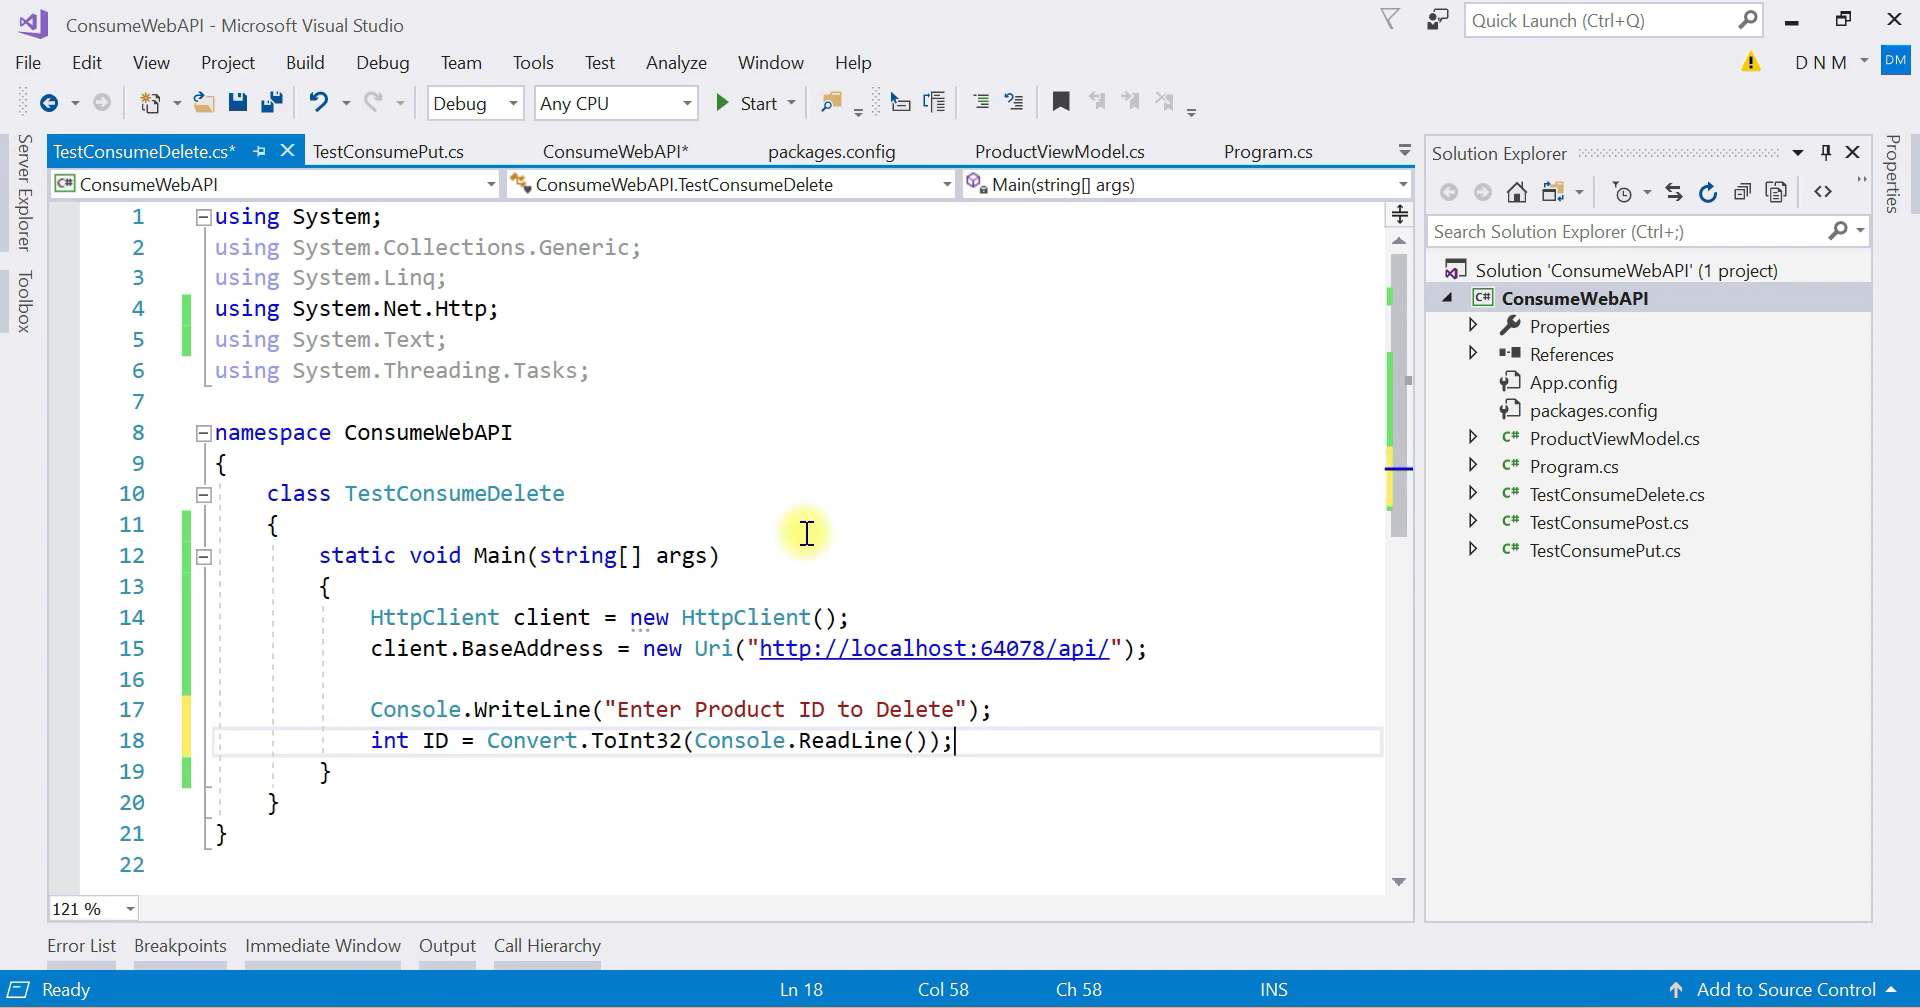 ConsumeWebAPI - Microsoft Visual Studio
Quick Launch (Ctrl+Q)
File Edit View Project Build Debug Team Tools Test Analyze Window Help
D N M DM
Debug Any CPU Start
TestConsumeDelete.cs* TestConsumePut.cs ConsumeWebAPI* packages.config ProductViewModel.cs Program.cs
C# ConsumeWebAPI ConsumeWebAPI.TestConsumeDelete Main(string[] args)
Server Explorer
Toolbox
1 using System;
2 using System.Collections.Generic;
3 using System.Linq;
4 using System.Net.Http;
5 using System.Text;
6 using System.Threading.Tasks;
7
8 namespace ConsumeWebAPI
9 {
10 class TestConsumeDelete
11 {
12 static void Main(string[] args)
13 {
14 HttpClient client = new HttpClient();
15 client.BaseAddress = new Uri("http://localhost:64078/api/");
16
17 Console.WriteLine("Enter Product ID to Delete");
18 int ID = Convert.ToInt32(Console.ReadLine());
19 }
20 }
21 }
22
121 %
Solution Explorer
Search Solution Explorer (Ctrl+;)
Solution 'ConsumeWebAPI' (1 project)
C# ConsumeWebAPI
Properties
References
App.config
packages.config
C# ProductViewModel.cs
C# Program.cs
C# TestConsumeDelete.cs
C# TestConsumePost.cs
C# TestConsumePut.cs
Properties
Error List Breakpoints Immediate Window Output Call Hierarchy
Ready Ln 18 Col 58 Ch 58 INS Add to Source Control